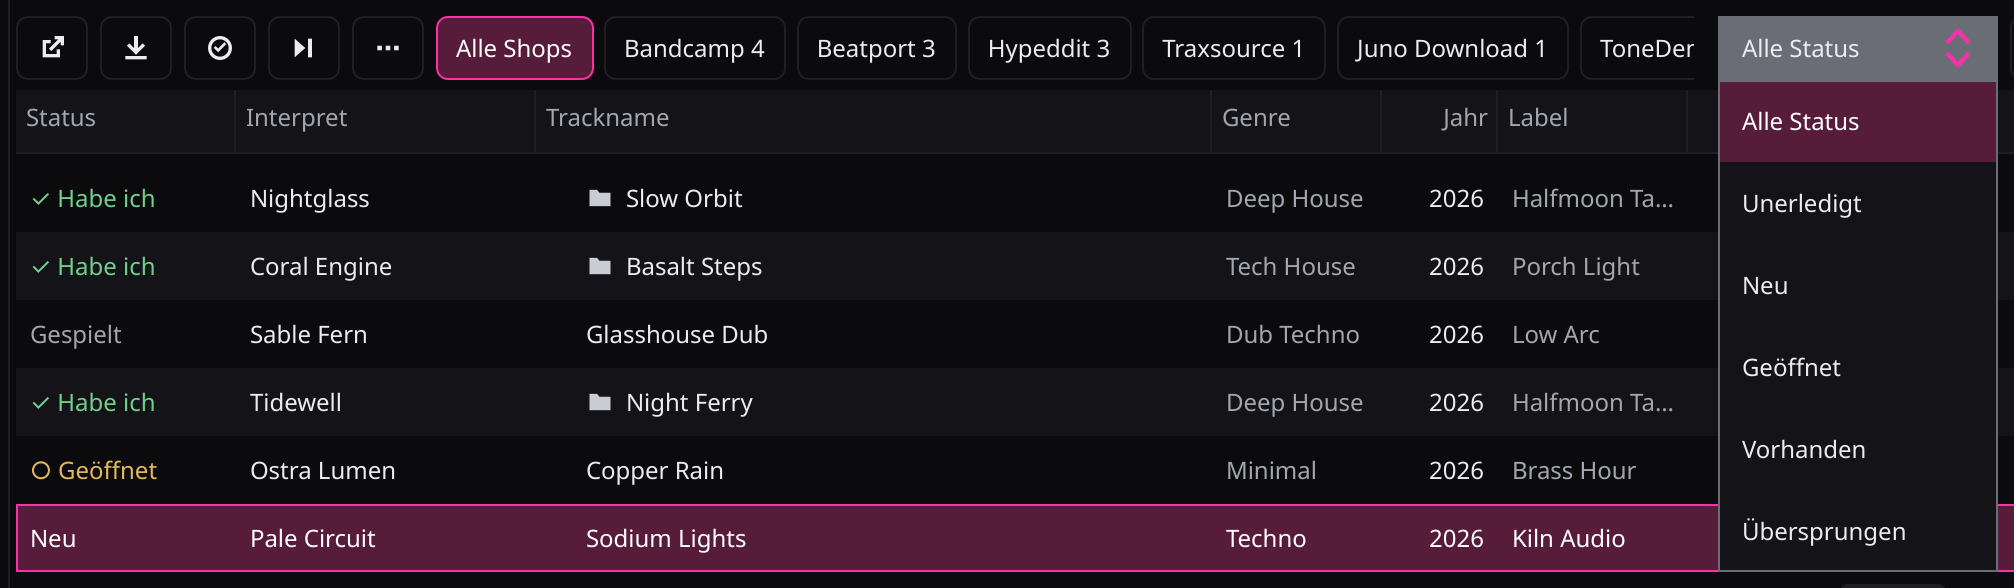 Alle Shops Bandcamp 4 Beatport 3 Hypeddit 3 Traxsource 1 Juno Download 1 Alle Status
Status Interpret Trackname Genre Jahr Label
Alle Status
Habe ich Nightglass Slow Orbit Deep House 2026 Halfmoon Ta...
Unerledigt
Habe ich Coral Engine Basalt Steps Tech House 2026 Porch Light
Neu
Gespielt Sable Fern Glasshouse Dub Dub Techno 2026 Low Arc
Geöffnet
Habe ich Tidewell Night Ferry Deep House 2026 Halfmoon Ta...
Vorhanden
Geöffnet Ostra Lumen Copper Rain Minimal 2026 Brass Hour
Übersprungen
Neu Pale Circuit Sodium Lights Techno 2026 Kiln Audio